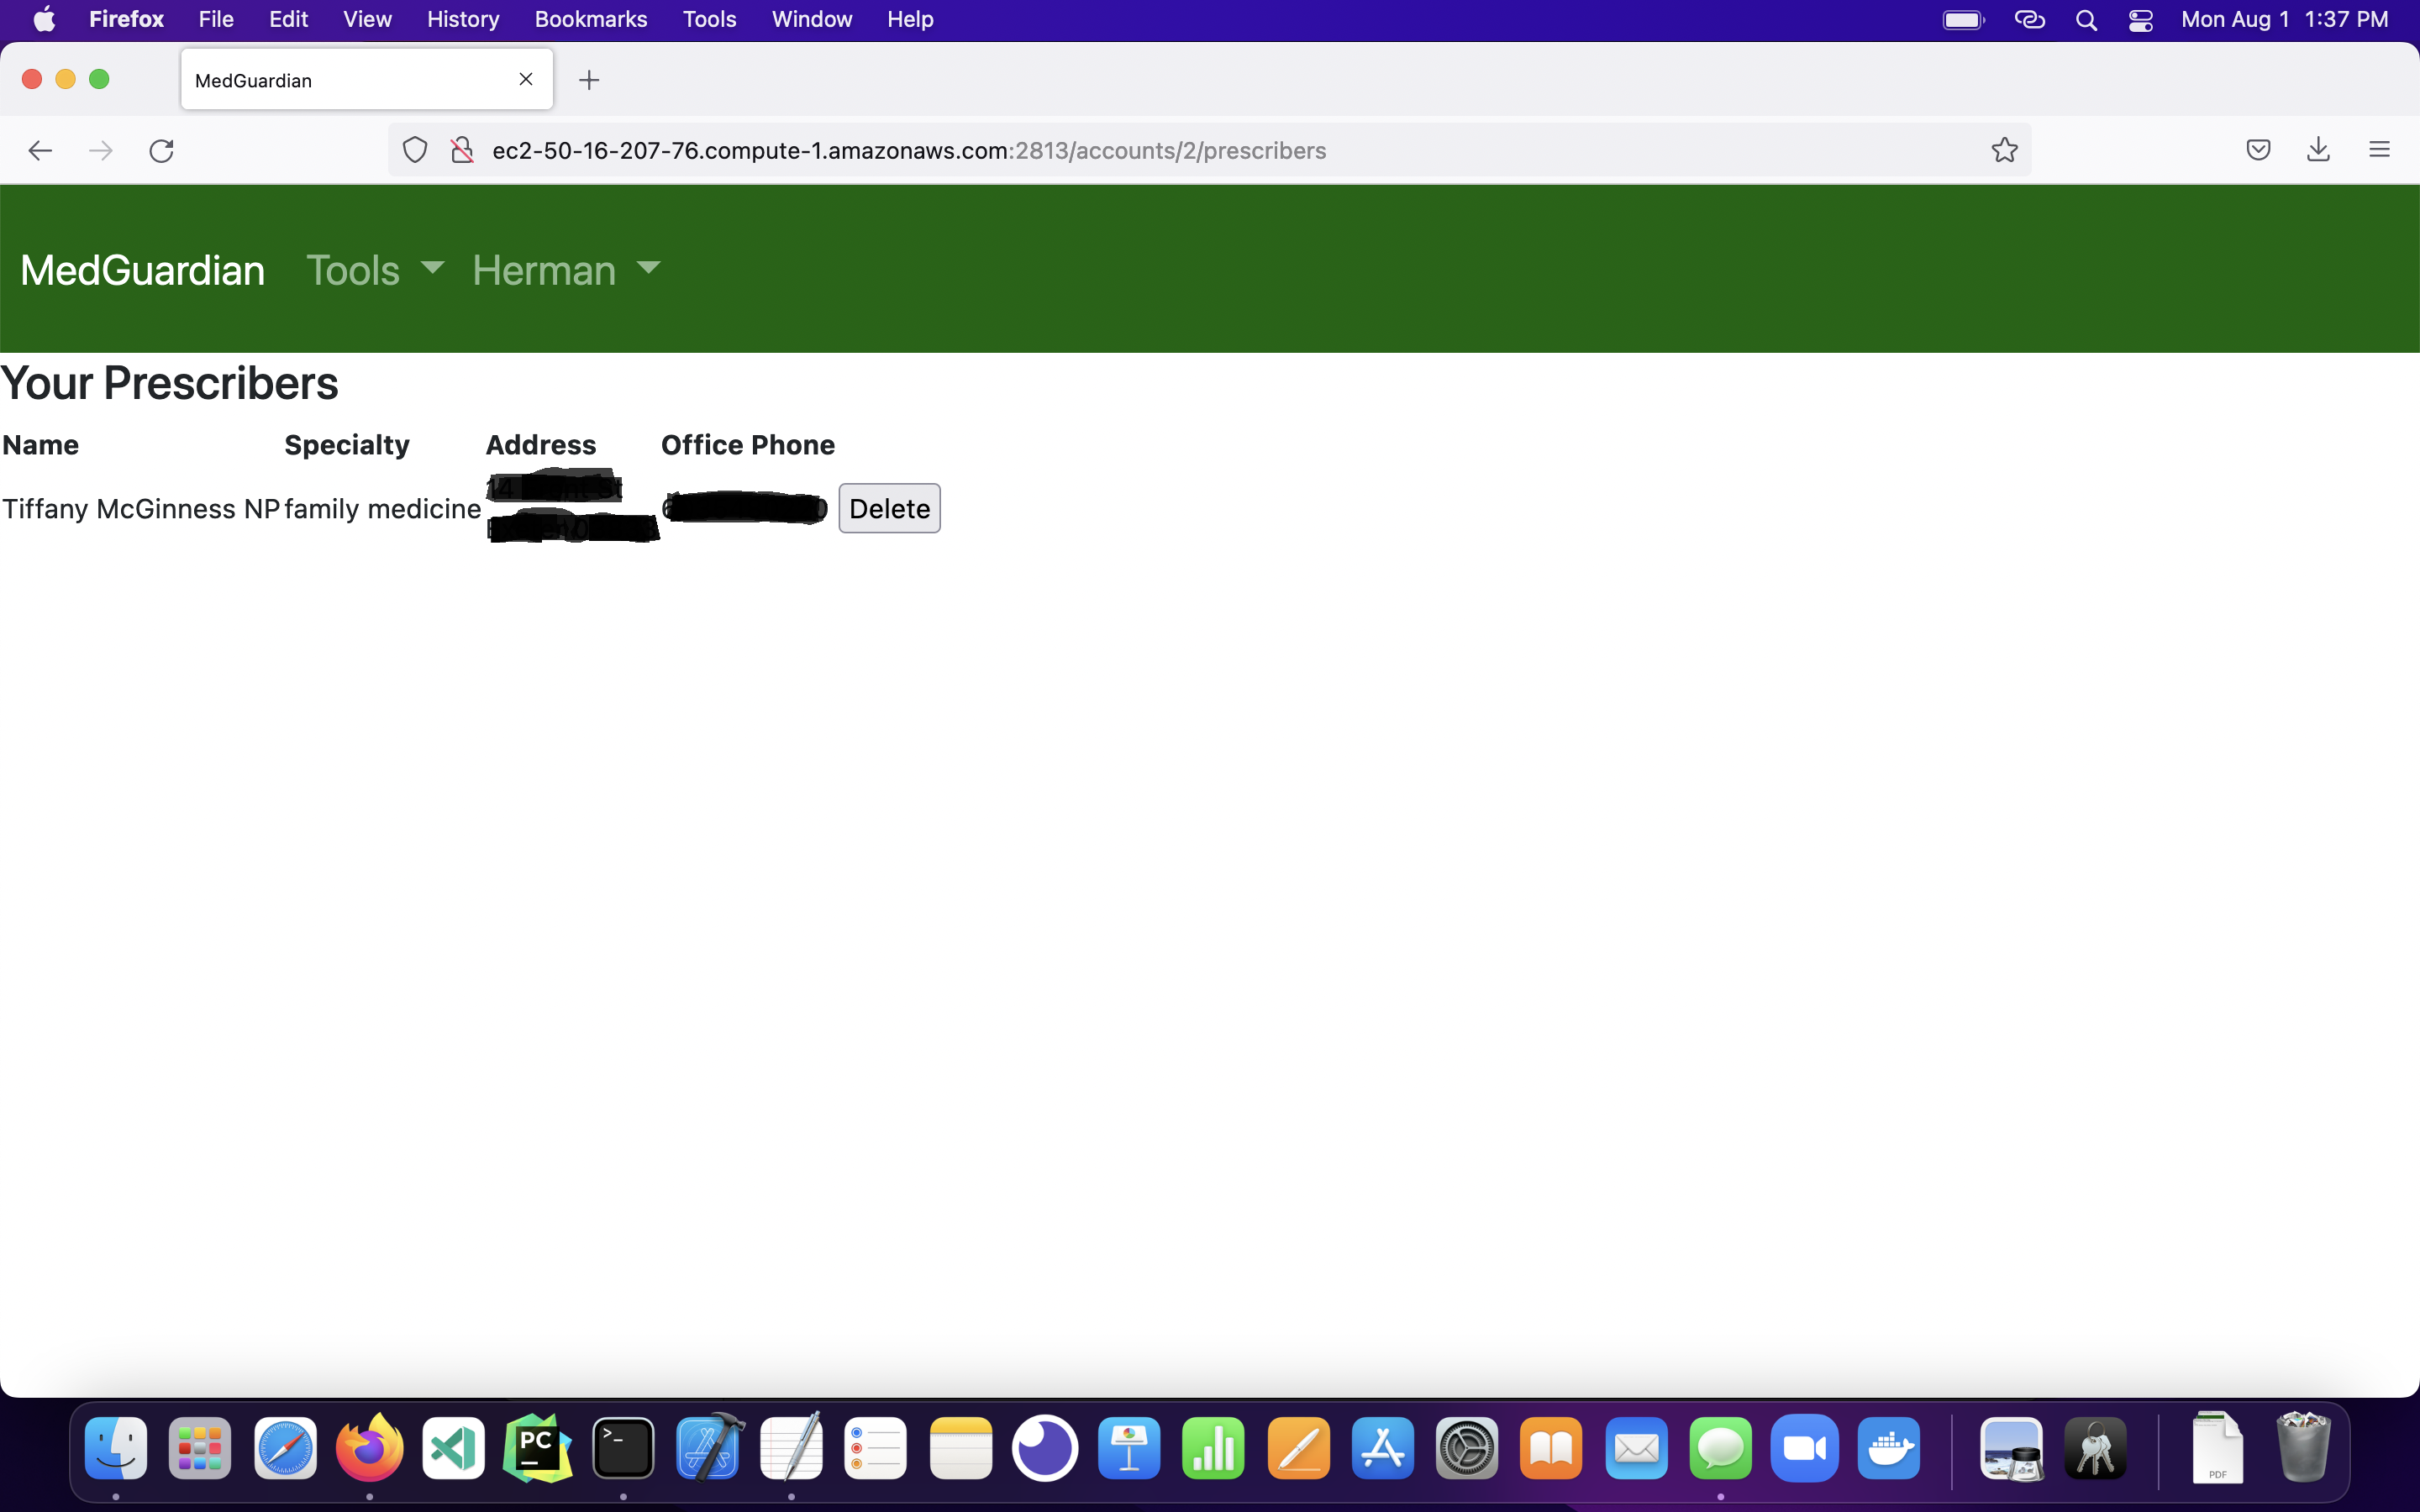 Firefox File Edit View History Bookmarks Tools Window Help Mon Aug 1 1:37 PM
MedGuardian
ec2-50-16-207-76.compute-1.amazonaws.com:2813/accounts/2/prescribers
MedGuardian Tools Herman
Your Prescribers
Name Specialty Address Office Phone
Tiffany McGinness NP family medicine Delete
PC
>_
PDF